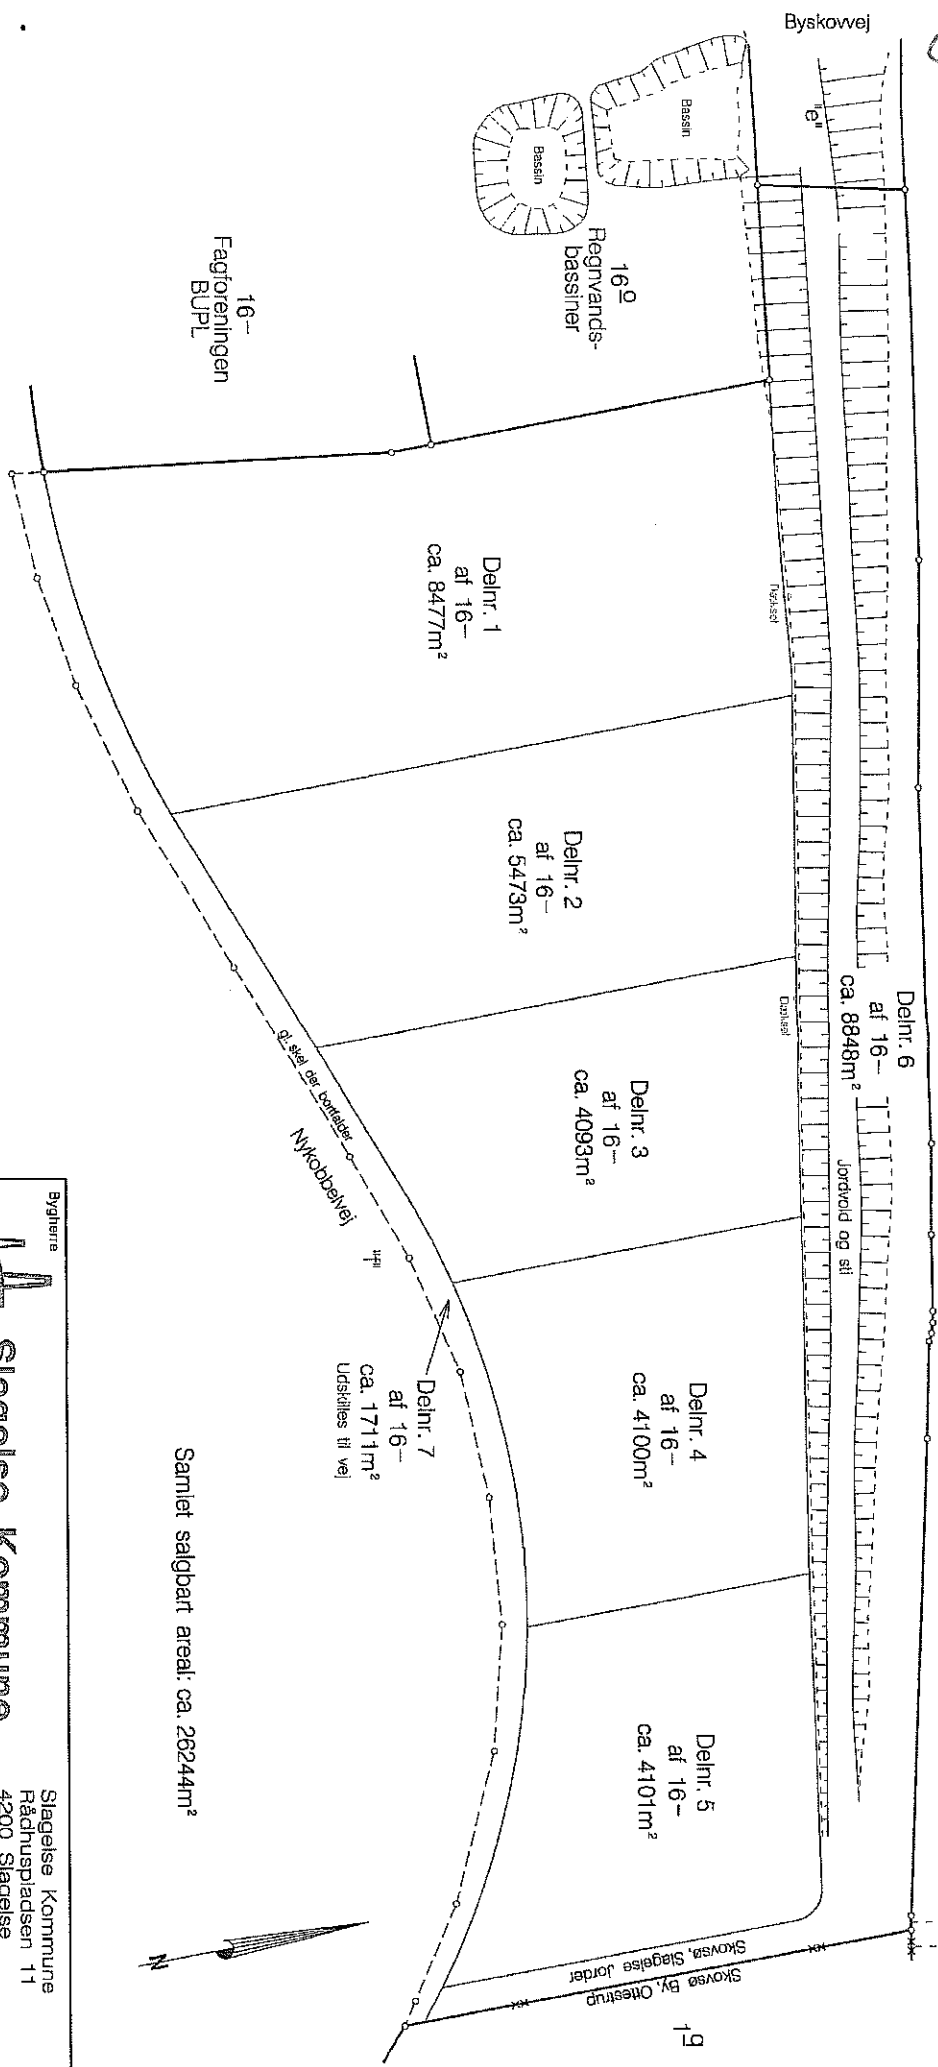 Byskovvej
"e"
Bassin
Bassin
16º
Regnvands-
bassiner
16-
Fagforeningen
BUPL
Delnr. 1
af 16-
ca. 8477m²
Delnr. 2
af 16-
ca. 5473m²
Delnr. 3
af 16-
ca. 4093m²
Delnr. 4
af 16-
ca. 4100m²
Delnr. 5
af 16-
ca. 4101m²
Delnr. 6
af 16-
ca. 8848m²
Jordvold og sti
gl. skel der bortfalder
Nykobbelvej
Delnr. 7
af 16-
ca. 1711m²
Udskilles til vej
Samlet salgbart areal: ca. 26244m²
Skovsø, Slagelse Jorder
Skovsø By, Ottestrup
1q
N
Bygherre
Slagelse Kommune
Slagelse Kommune
Rådhuspladsen 11
4200 Slagelse